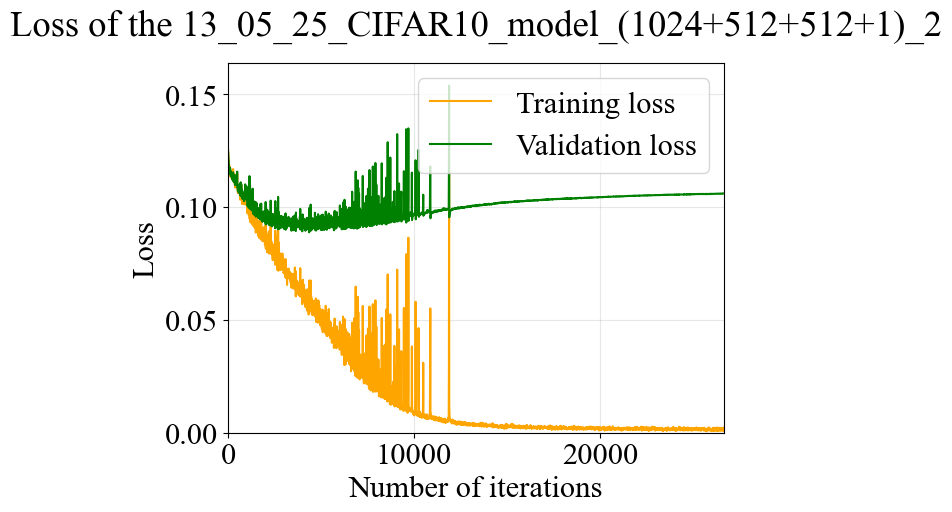 Loss of the 13_05_25_CIFAR10_model_(1024+512+512+1)_2
Training loss
Validation loss
0.15
0.10
0.05
0.00
Loss
0
10000
20000
Number of iterations